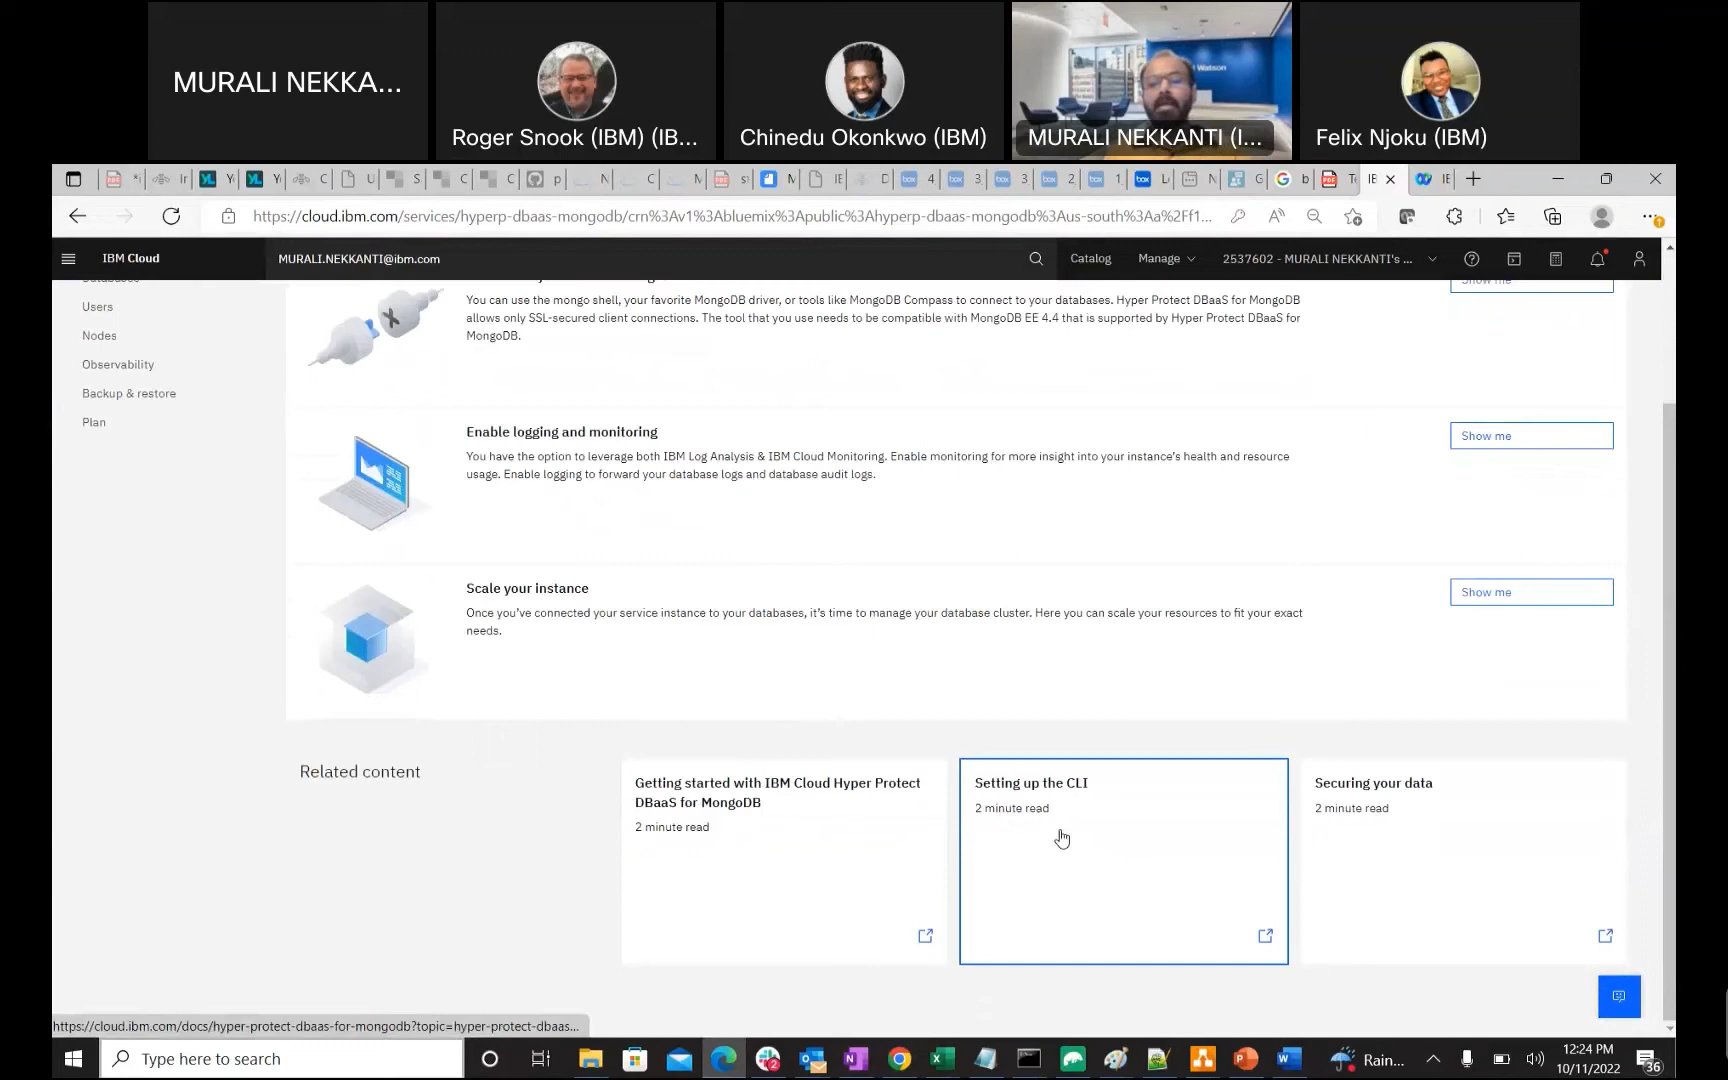 MURALI NEKKA...
Roger Snook (IBM) (IB...
Chinedu Okonkwo (IBM)
Watson
MURALI NEKKANTI (I...
Felix Njoku (IBM)
https://cloud.ibm.com/services/hyperp-dbaas-mongodb/crn%3Av1%3Abluemix%3Apublic%3Ahyperp-dbaas-mongodb%3Aus-south%3Aa%2Ff1...
IBM Cloud
MURALI.NEKKANTI@ibm.com
Catalog
Manage
2537602 - MURALI NEKKANTI's ...
Databases
Users
Nodes
Observability
Backup & restore
Plan
Show me
You can use the mongo shell, your favorite MongoDB driver, or tools like MongoDB Compass to connect to your databases. Hyper Protect DBaaS for MongoDB
allows only SSL-secured client connections. The tool that you use needs to be compatible with MongoDB EE 4.4 that is supported by Hyper Protect DBaaS for
MongoDB.
Enable logging and monitoring
Show me
You have the option to leverage both IBM Log Analysis & IBM Cloud Monitoring. Enable monitoring for more insight into your instance's health and resource
usage. Enable logging to forward your database logs and database audit logs.
Scale your instance
Show me
Once you've connected your service instance to your databases, it's time to manage your database cluster. Here you can scale your resources to fit your exact
needs.
Related content
Getting started with IBM Cloud Hyper Protect
DBaaS for MongoDB
2 minute read
Setting up the CLI
2 minute read
Securing your data
2 minute read
https://cloud.ibm.com/docs/hyper-protect-dbaas-for-mongodb?topic=hyper-protect-dbaas...
Type here to search
Rain...
12:24 PM
10/11/2022
36